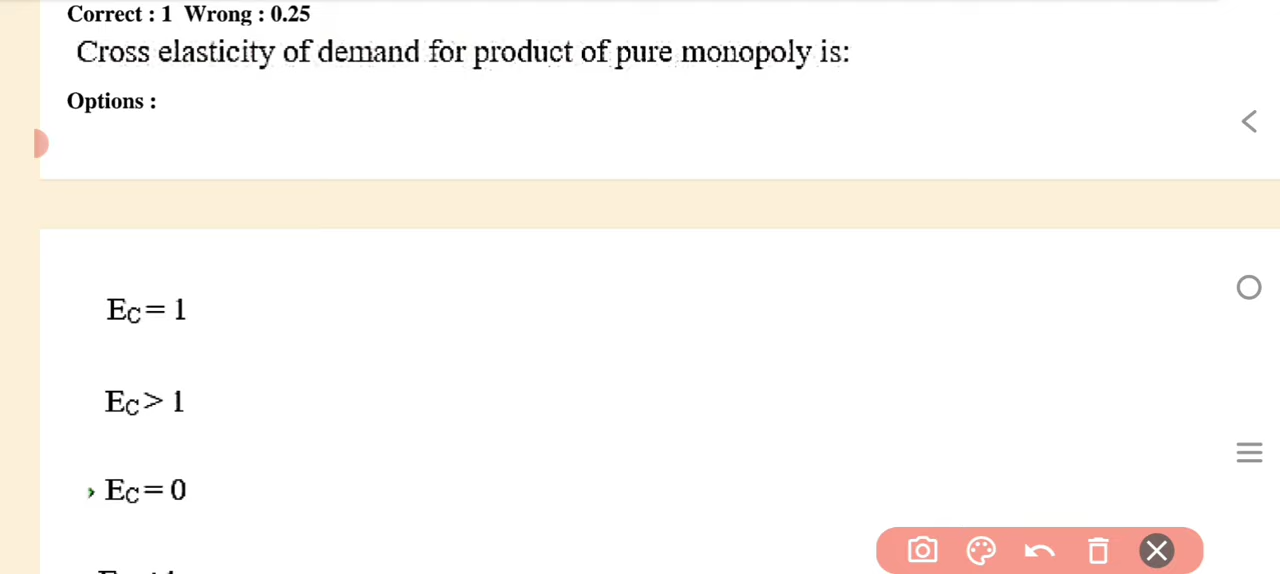 Correct : 1 Wrong : 0.25
Cross elasticity of demand for product of pure monopoly is:
Options :
EC = 1
EC > 1
EC = 0